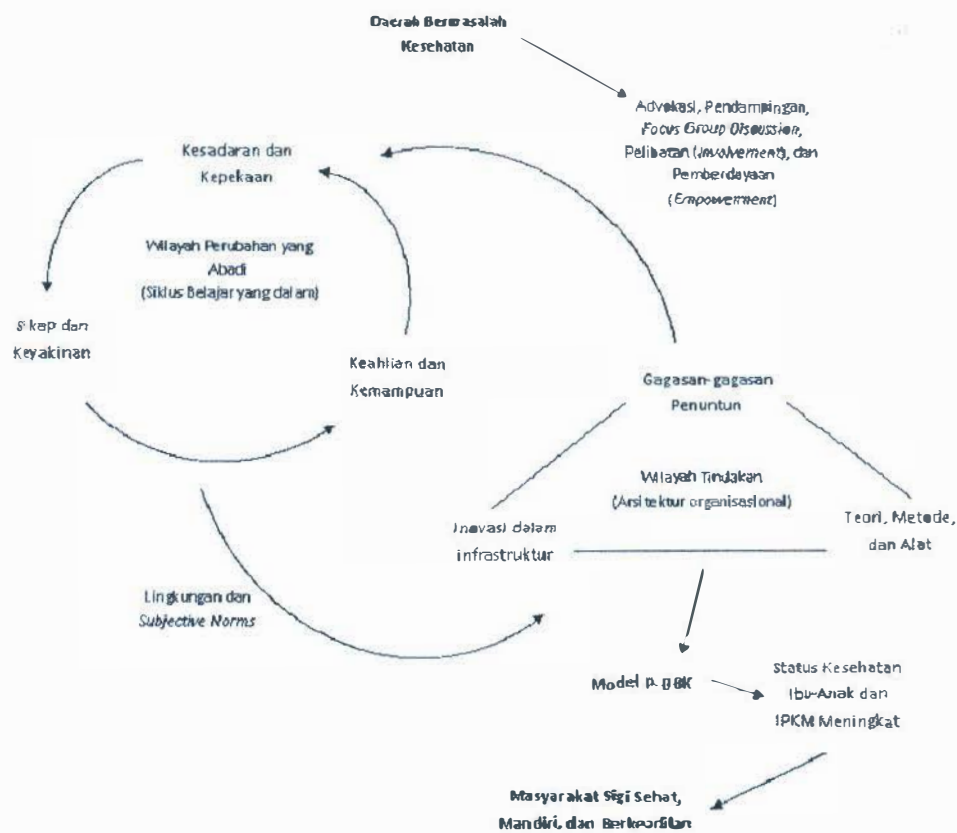 Daerah Bermasalah
Kesehatan
Advokasi, Pendampingan,
Focus Group Discussion,
Pelibatan (Involvement), dan
Pemberdayaan
(Empowerment)
Kesadaran dan
Kepekaan
Wilayah Perubahan yang
Abadi
(Siklus Belajar yang dalam)
Sikap dan
Keyakinan
Keahlian dan
Kemampuan
Gagasan-gagasan
Penuntun
Wilayah Tindakan
(Arsitektur organisasional)
Inovasi dalam
infrastruktur
Teori, Metode,
dan Alat
Lingkungan dan
Subjective Norms
Model
Status Kesehatan
Ibu-Anak dan
IPKM Meningkat
Masyarakat Sigi Sehat,
Mandiri, dan Berkeadilan